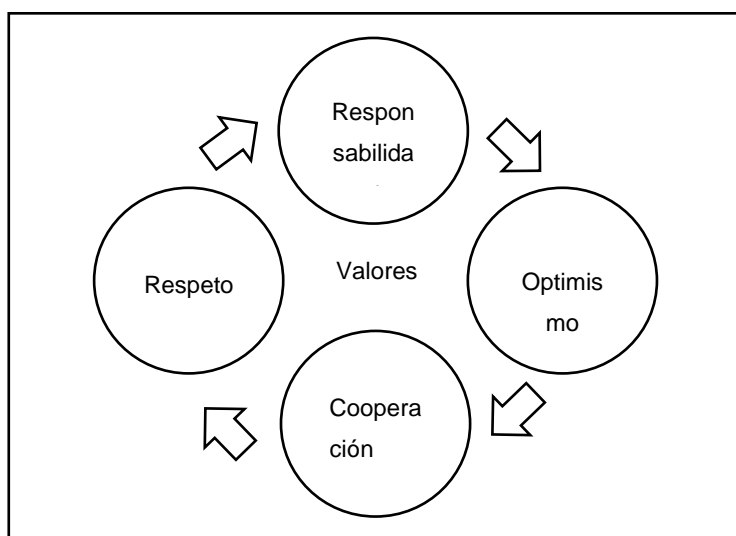 Respon
sabilida
Respeto
Valores
Optimis
mo
Coopera
ción